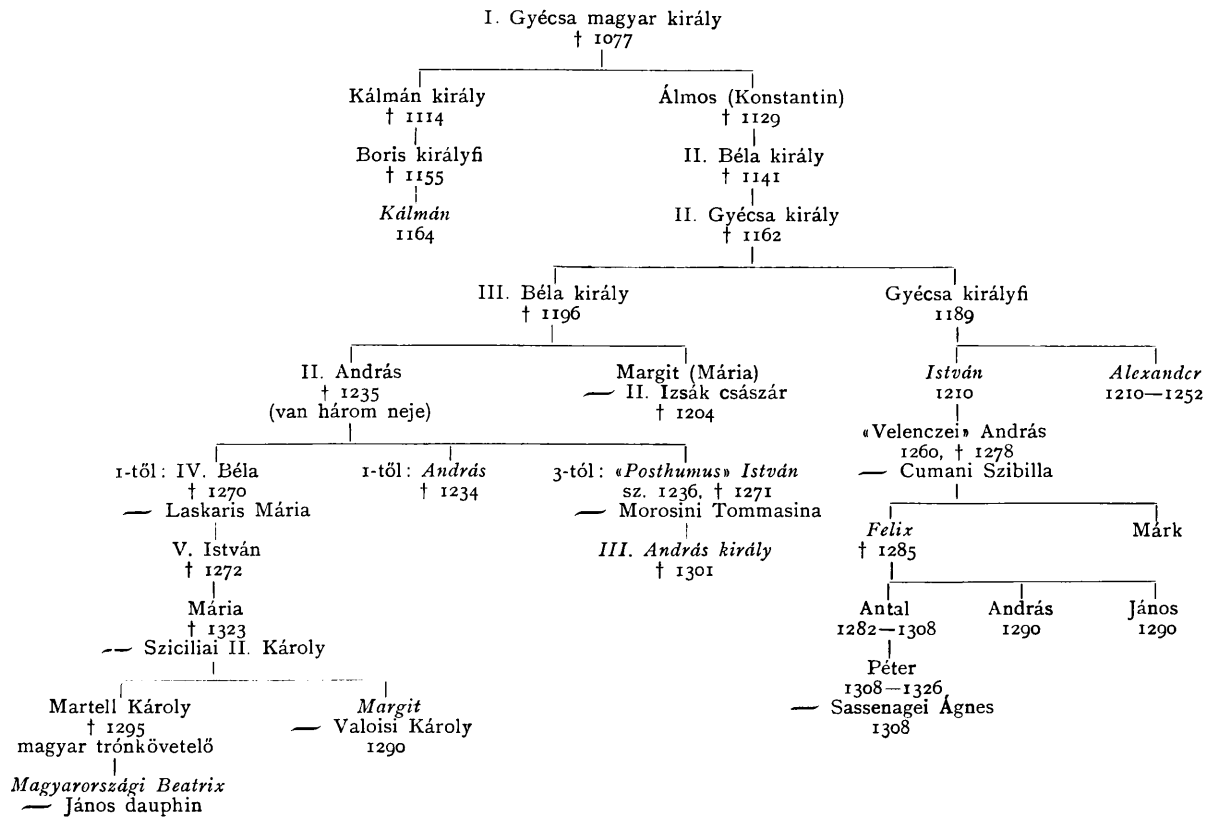 I. Gyécsa magyar király
† 1077
Kálmán király
† 1114
Álmos (Konstantin)
† 1129
Boris királyfi
† 1155
II. Béla király
† 1141
Kálmán
1164
II. Gyécsa király
† 1162
III. Béla király
† 1196
Gyécsa királyfi
1189
II. András
† 1235
(van három neje)
Margit (Mária)
— II. Izsák császár
† 1204
István
1210
Alexander
1210—1252
«Velenczei» András
1260, † 1278
— Cumani Szibilla
1-től: IV. Béla
† 1270
— Laskaris Mária
1-től: András
† 1234
3-tól: «Posthumus» István
sz. 1236, † 1271
— Morosini Tommasina
Felix
† 1285
Márk
V. István
† 1272
III. András király
† 1301
Mária
† 1323
— Sziciliai II. Károly
Antal
1282—1308
András
1290
János
1290
Péter
1308—1326
— Sassenagei Ágnes
1308
Martell Károly
† 1295
magyar trónkövetelő
Margit
— Valoisi Károly
1290
Magyarországi Beatrix
— János dauphin